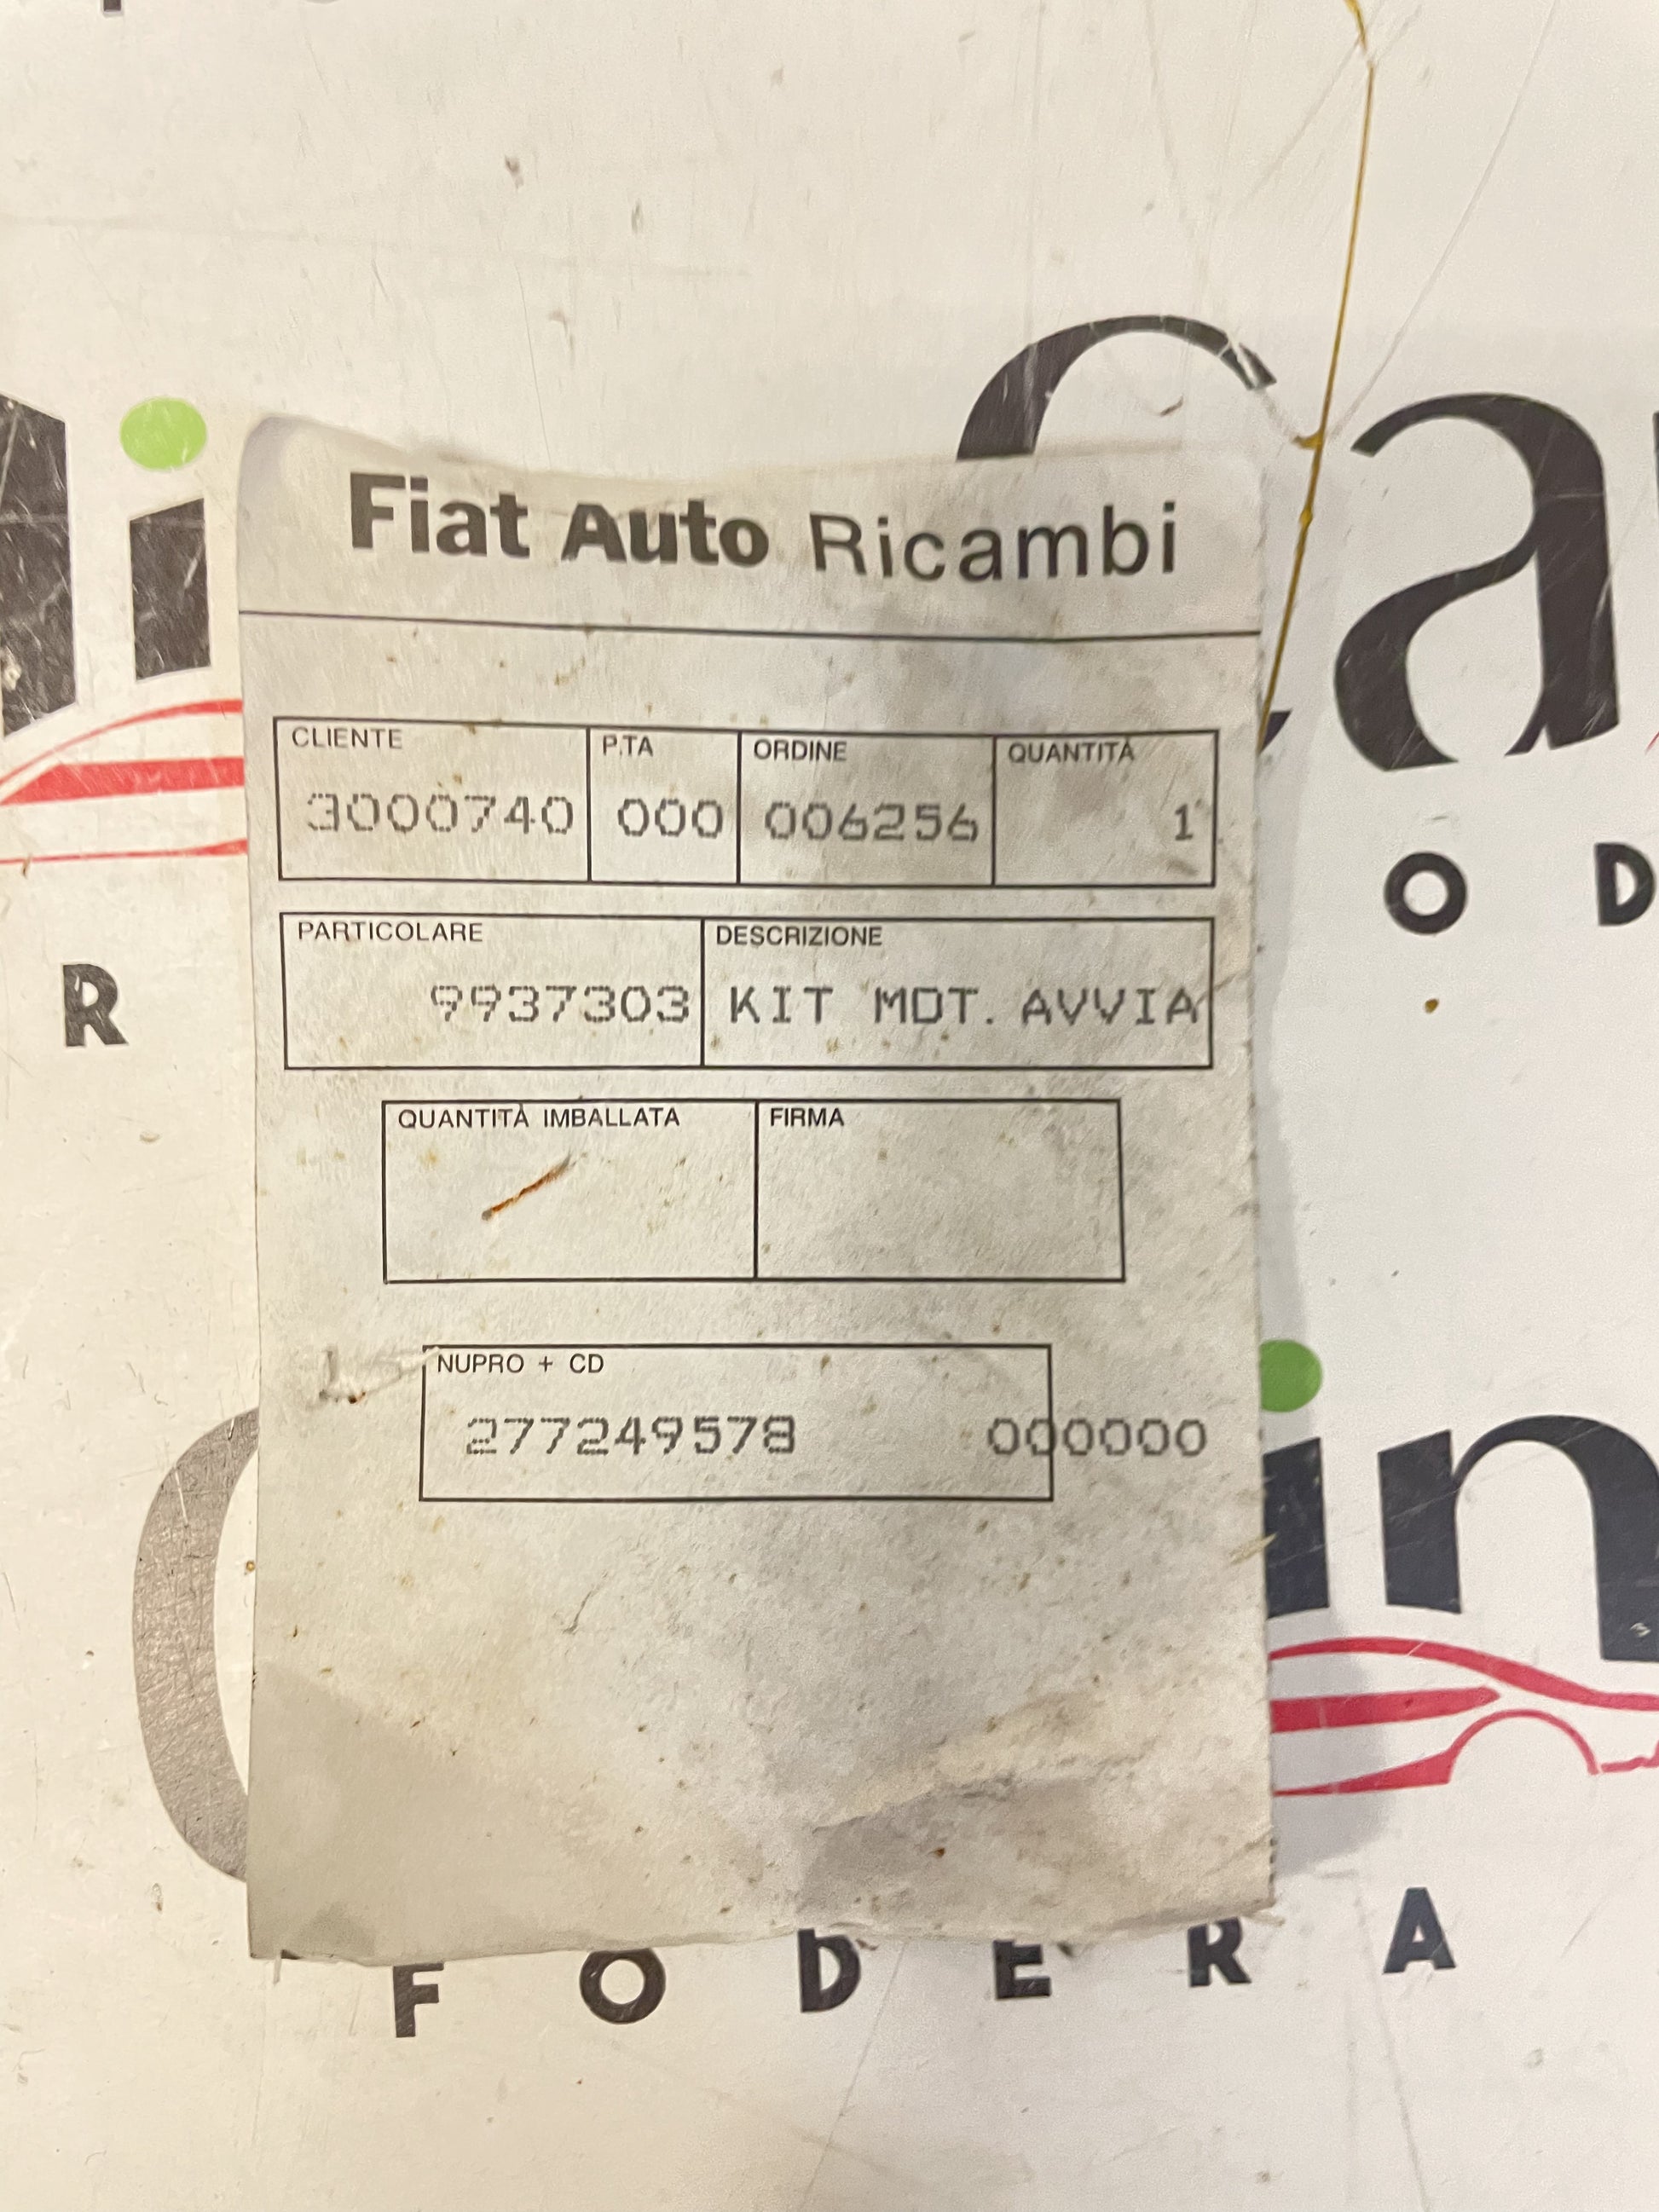 Fiat Auto Ricambi
CLIENTE P.TA ORDINE QUANTITÀ
3000740 000 006256 1
PARTICOLARE DESCRIZIONE
9937303 KIT MOT. AVVIA
QUANTITÀ IMBALLATA FIRMA
NUPRO + CD
277249578 000000
O D
R
in
F O D E R A